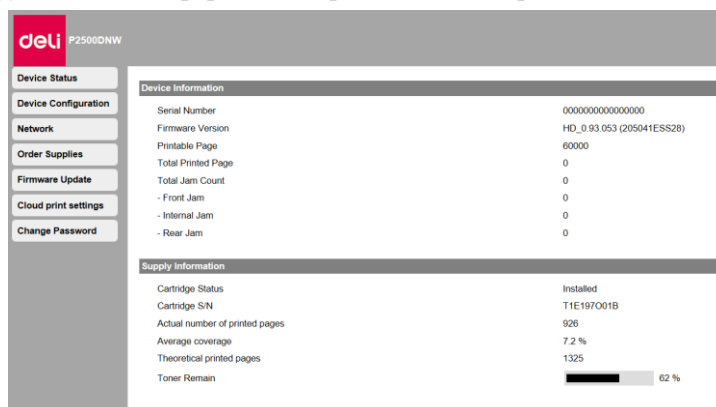 deli P2500DNW
Device Status
Device Configuration
Network
Order Supplies
Firmware Update
Cloud print settings
Change Password
Device Information
Serial Number 0000000000000000
Firmware Version HD_0.93.053 (205041ESS28)
Printable Page 60000
Total Printed Page 0
Total Jam Count 0
- Front Jam 0
- Internal Jam 0
- Rear Jam 0
Supply Information
Cartridge Status Installed
Cartridge S/N T1E197O01B
Actual number of printed pages 926
Average coverage 7.2 %
Theoretical printed pages 1325
Toner Remain 62 %